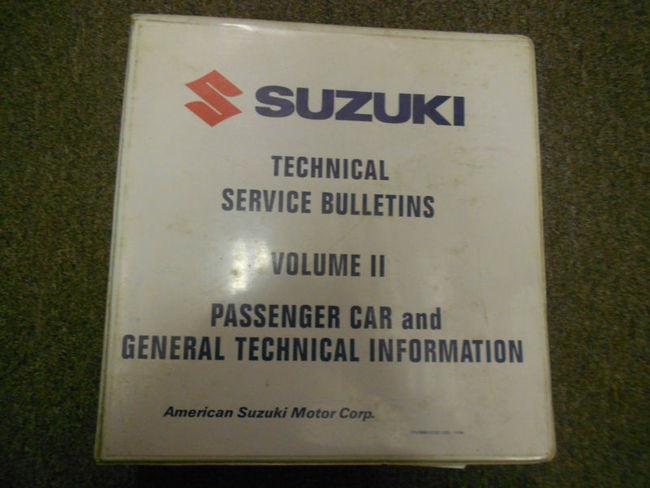 SUZUKI
TECHNICAL
SERVICE BULLETINS
VOLUME II
PASSENGER CAR and
GENERAL TECHNICAL INFORMATION
American Suzuki Motor Corp.